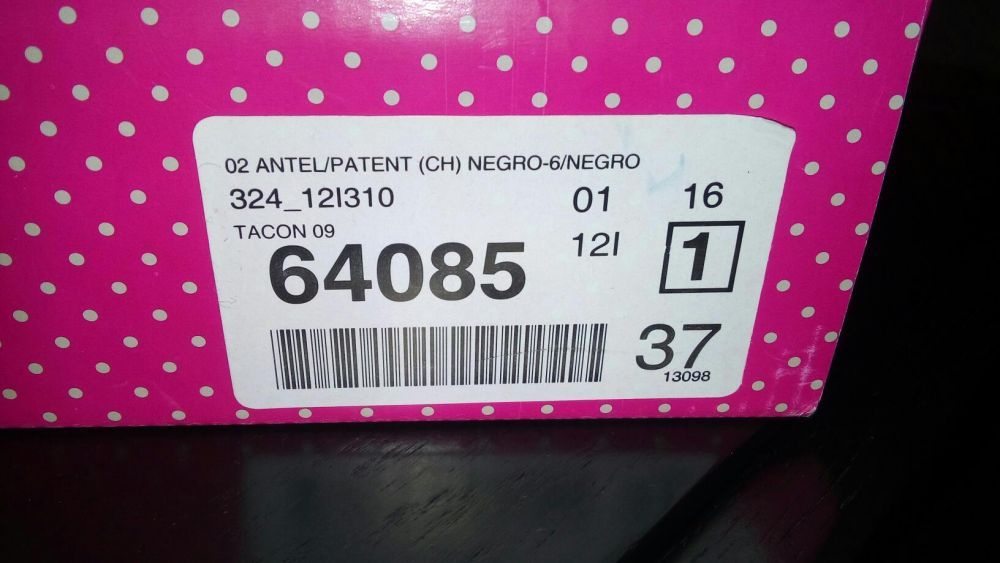 02 ANTEL/PATENT (CH) NEGRO-6/NEGRO
324_12I310 01 16
TACON 09
64085 12I 1
37
13098